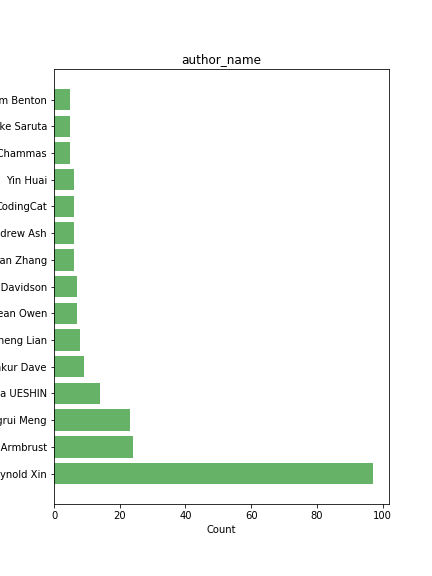 author_name
m Benton
ke Saruta
Chammas
Yin Huai
CodingCat
drew Ash
an Zhang
Davidson
ean Owen
heng Lian
nkur Dave
a UESHIN
grui Meng
Armbrust
ynold Xin
0 20 40 60 80 100
Count